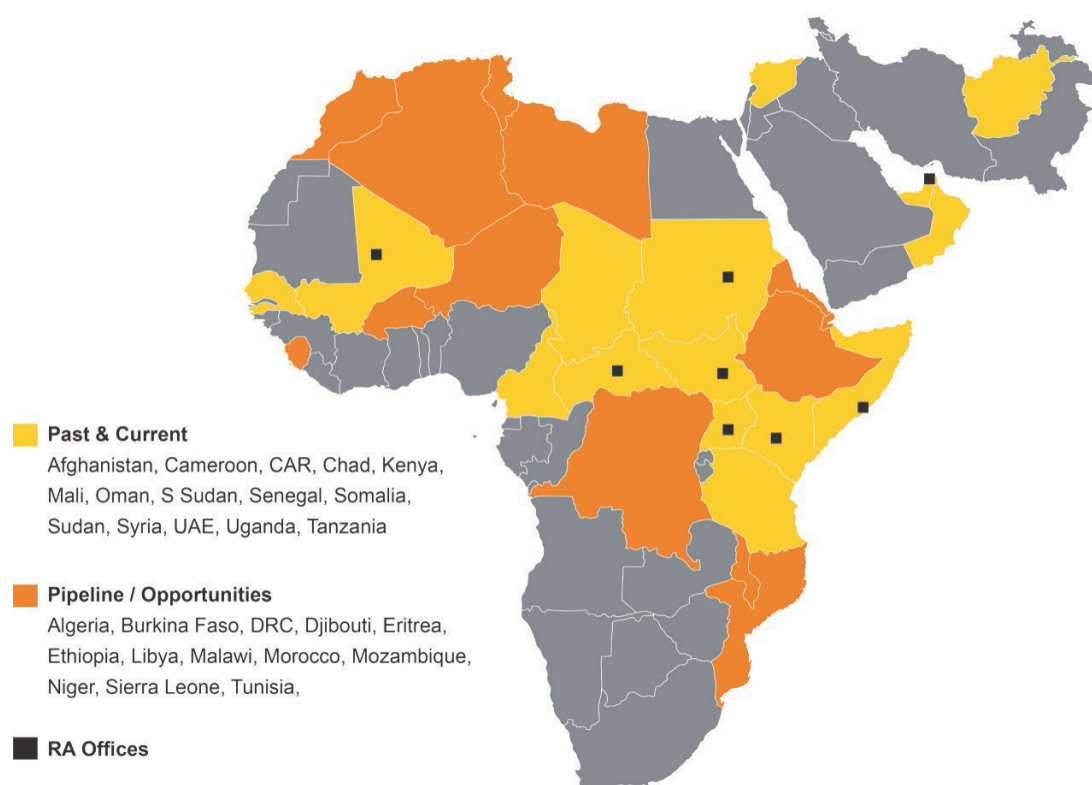 Past & Current
Afghanistan, Cameroon, CAR, Chad, Kenya,
Mali, Oman, S Sudan, Senegal, Somalia,
Sudan, Syria, UAE, Uganda, Tanzania
Pipeline / Opportunities
Algeria, Burkina Faso, DRC, Djibouti, Eritrea,
Ethiopia, Libya, Malawi, Morocco, Mozambique,
Niger, Sierra Leone, Tunisia,
RA Offices